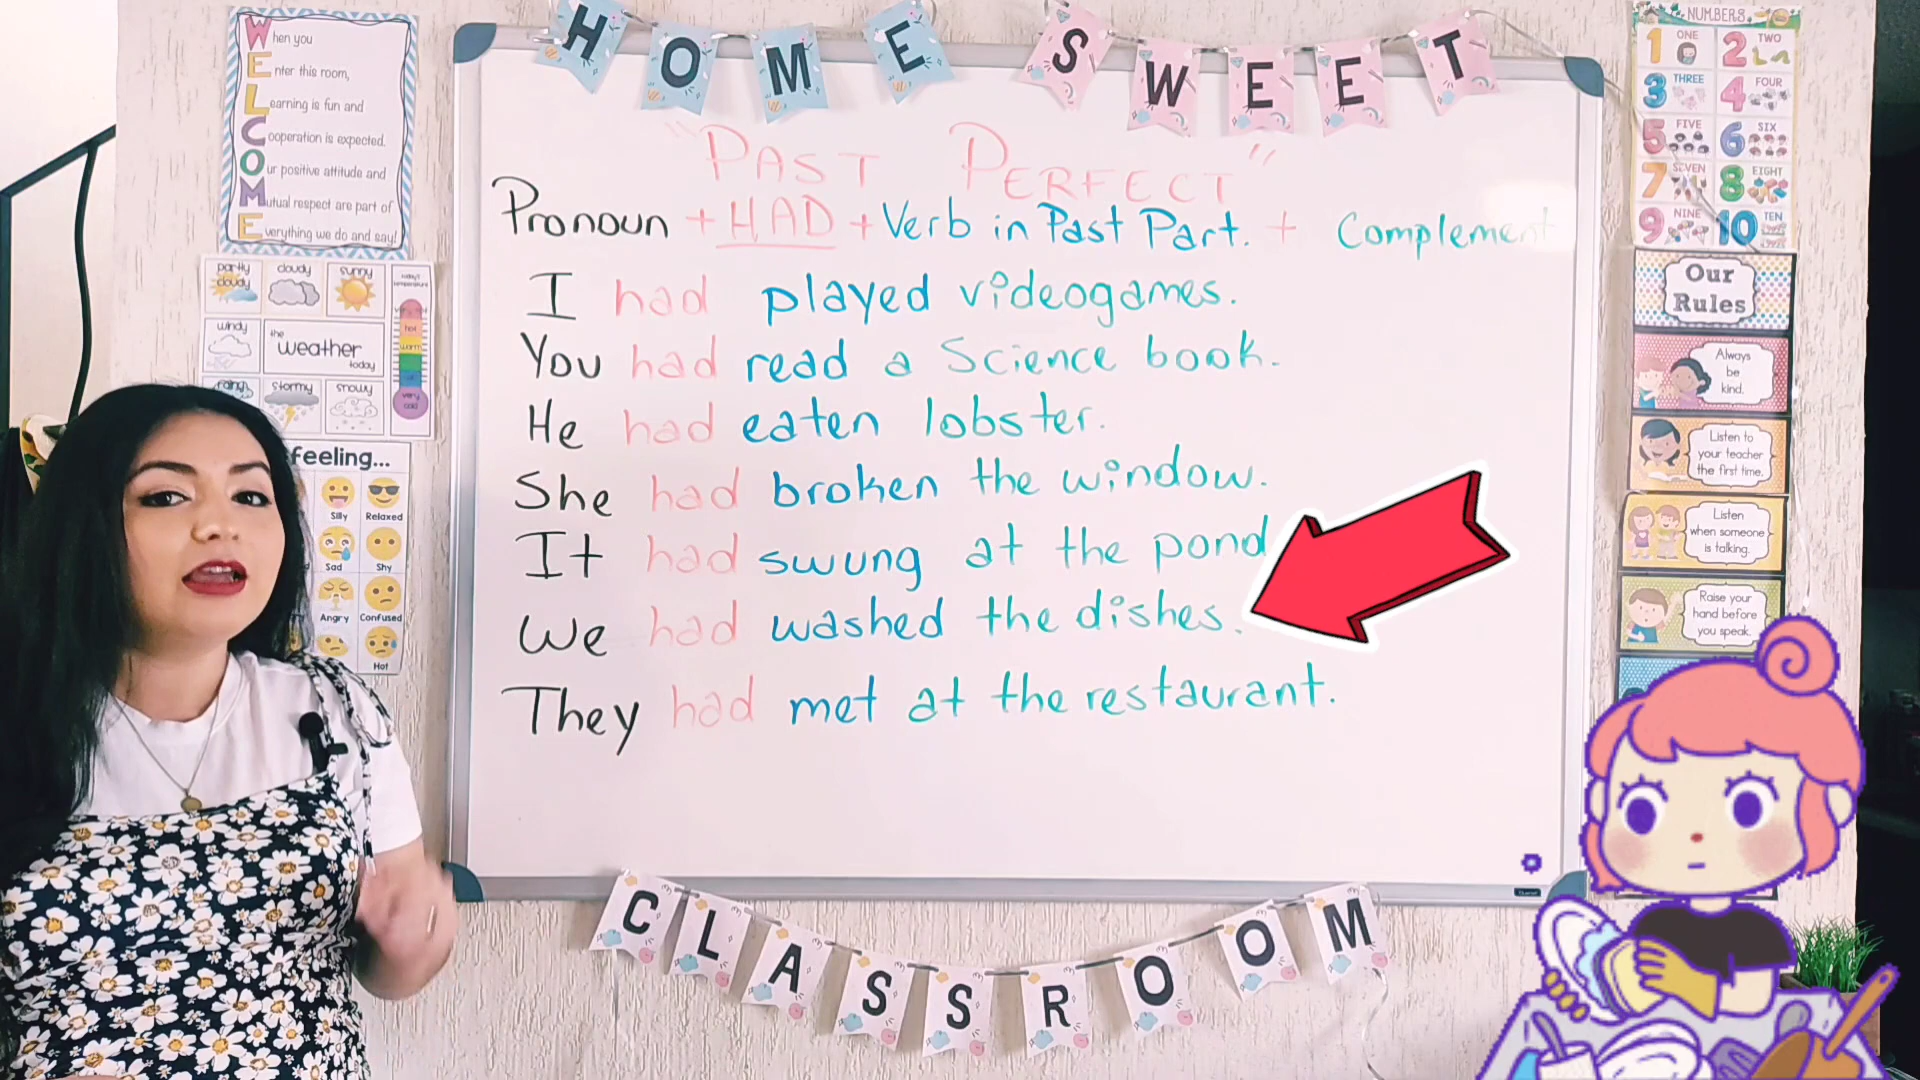 HOME SWEET
Welcome
When you
Enter this room,
Learning is fun and
Cooperation is expected.
Our positive attitude and
Mutual respect are part of
Everything we do and say!
partly cloudy
cloudy
sunny
windy
the weather today
rainy
stormy
snowy
hot
warm
very cold
feeling...
Silly
Relaxed
Sad
Shy
Angry
Confused
Hot
"PAST PERFECT"
Pronoun + HAD + Verb in Past Part. + Complement
I had played videogames.
You had read a Science book.
He had eaten lobster.
She had broken the window.
It had swung at the pond
We had washed the dishes.
They had met at the restaurant.
CLASSROOM
NUMBERS
1 ONE
2 TWO
3 THREE
4 FOUR
5 FIVE
6 SIX
7 SEVEN
8 EIGHT
9 NINE
10 TEN
Our
Rules
Always
be
kind.
Listen to
your teacher
the first time.
Listen
when someone
is talking.
Raise your
hand before
you speak.